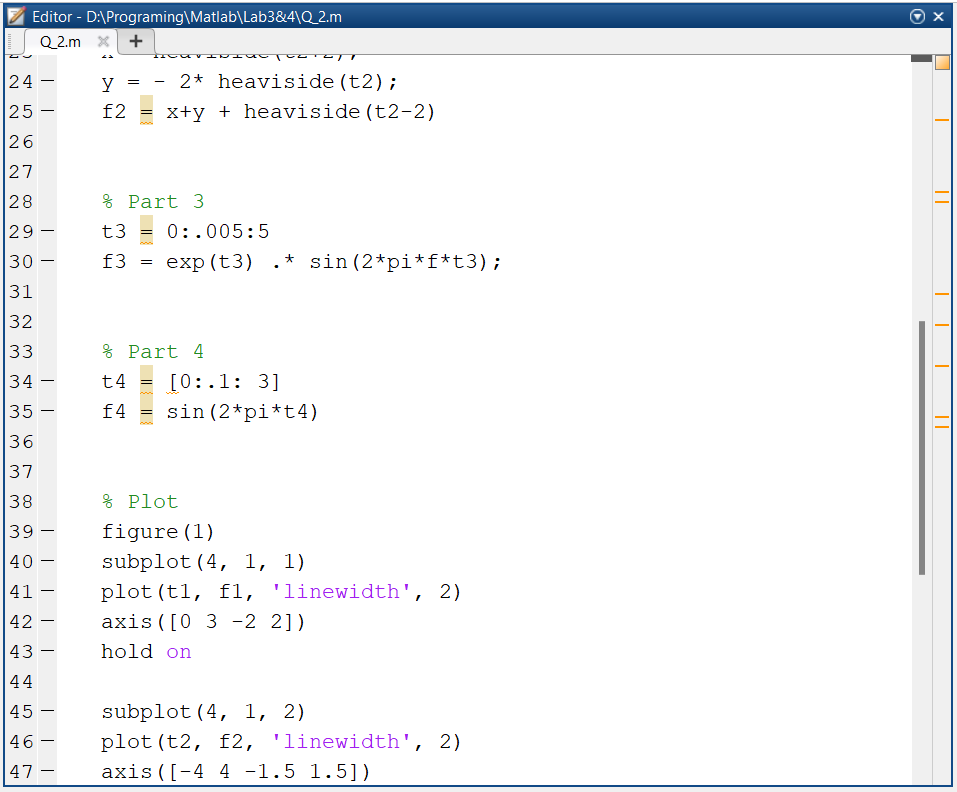 Editor - D:\Programing\Matlab\Lab3&4\Q_2.m
Q_2.m
24 y = - 2* heaviside(t2);
25 f2 = x+y + heaviside(t2-2)
26
27
28 % Part 3
29 t3 = 0:.005:5
30 f3 = exp(t3) .* sin(2*pi*f*t3);
31
32
33 % Part 4
34 t4 = [0:.1: 3]
35 f4 = sin(2*pi*t4)
36
37
38 % Plot
39 figure(1)
40 subplot(4, 1, 1)
41 plot(t1, f1, 'linewidth', 2)
42 axis([0 3 -2 2])
43 hold on
44
45 subplot(4, 1, 2)
46 plot(t2, f2, 'linewidth', 2)
47 axis([-4 4 -1.5 1.5])